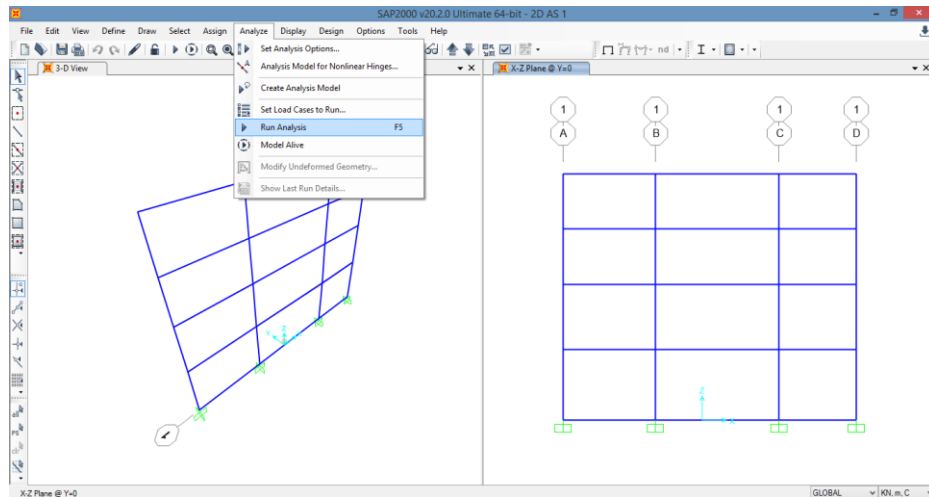 SAP2000 v20.2.0 Ultimate 64-bit - 2D AS 1
File Edit View Define Draw Select Assign Analyze Display Design Options Tools Help
nd
3-D View
X-Z Plane @ Y=0
Set Analysis Options...
Analysis Model for Nonlinear Hinges...
Create Analysis Model
Set Load Cases to Run...
Run Analysis F5
Model Alive
Modify Undeformed Geometry...
Show Last Run Details...
1 1 1 1
A B C D
Z
X
Z
X-Z Plane @ Y=0
GLOBAL
KN, m, C